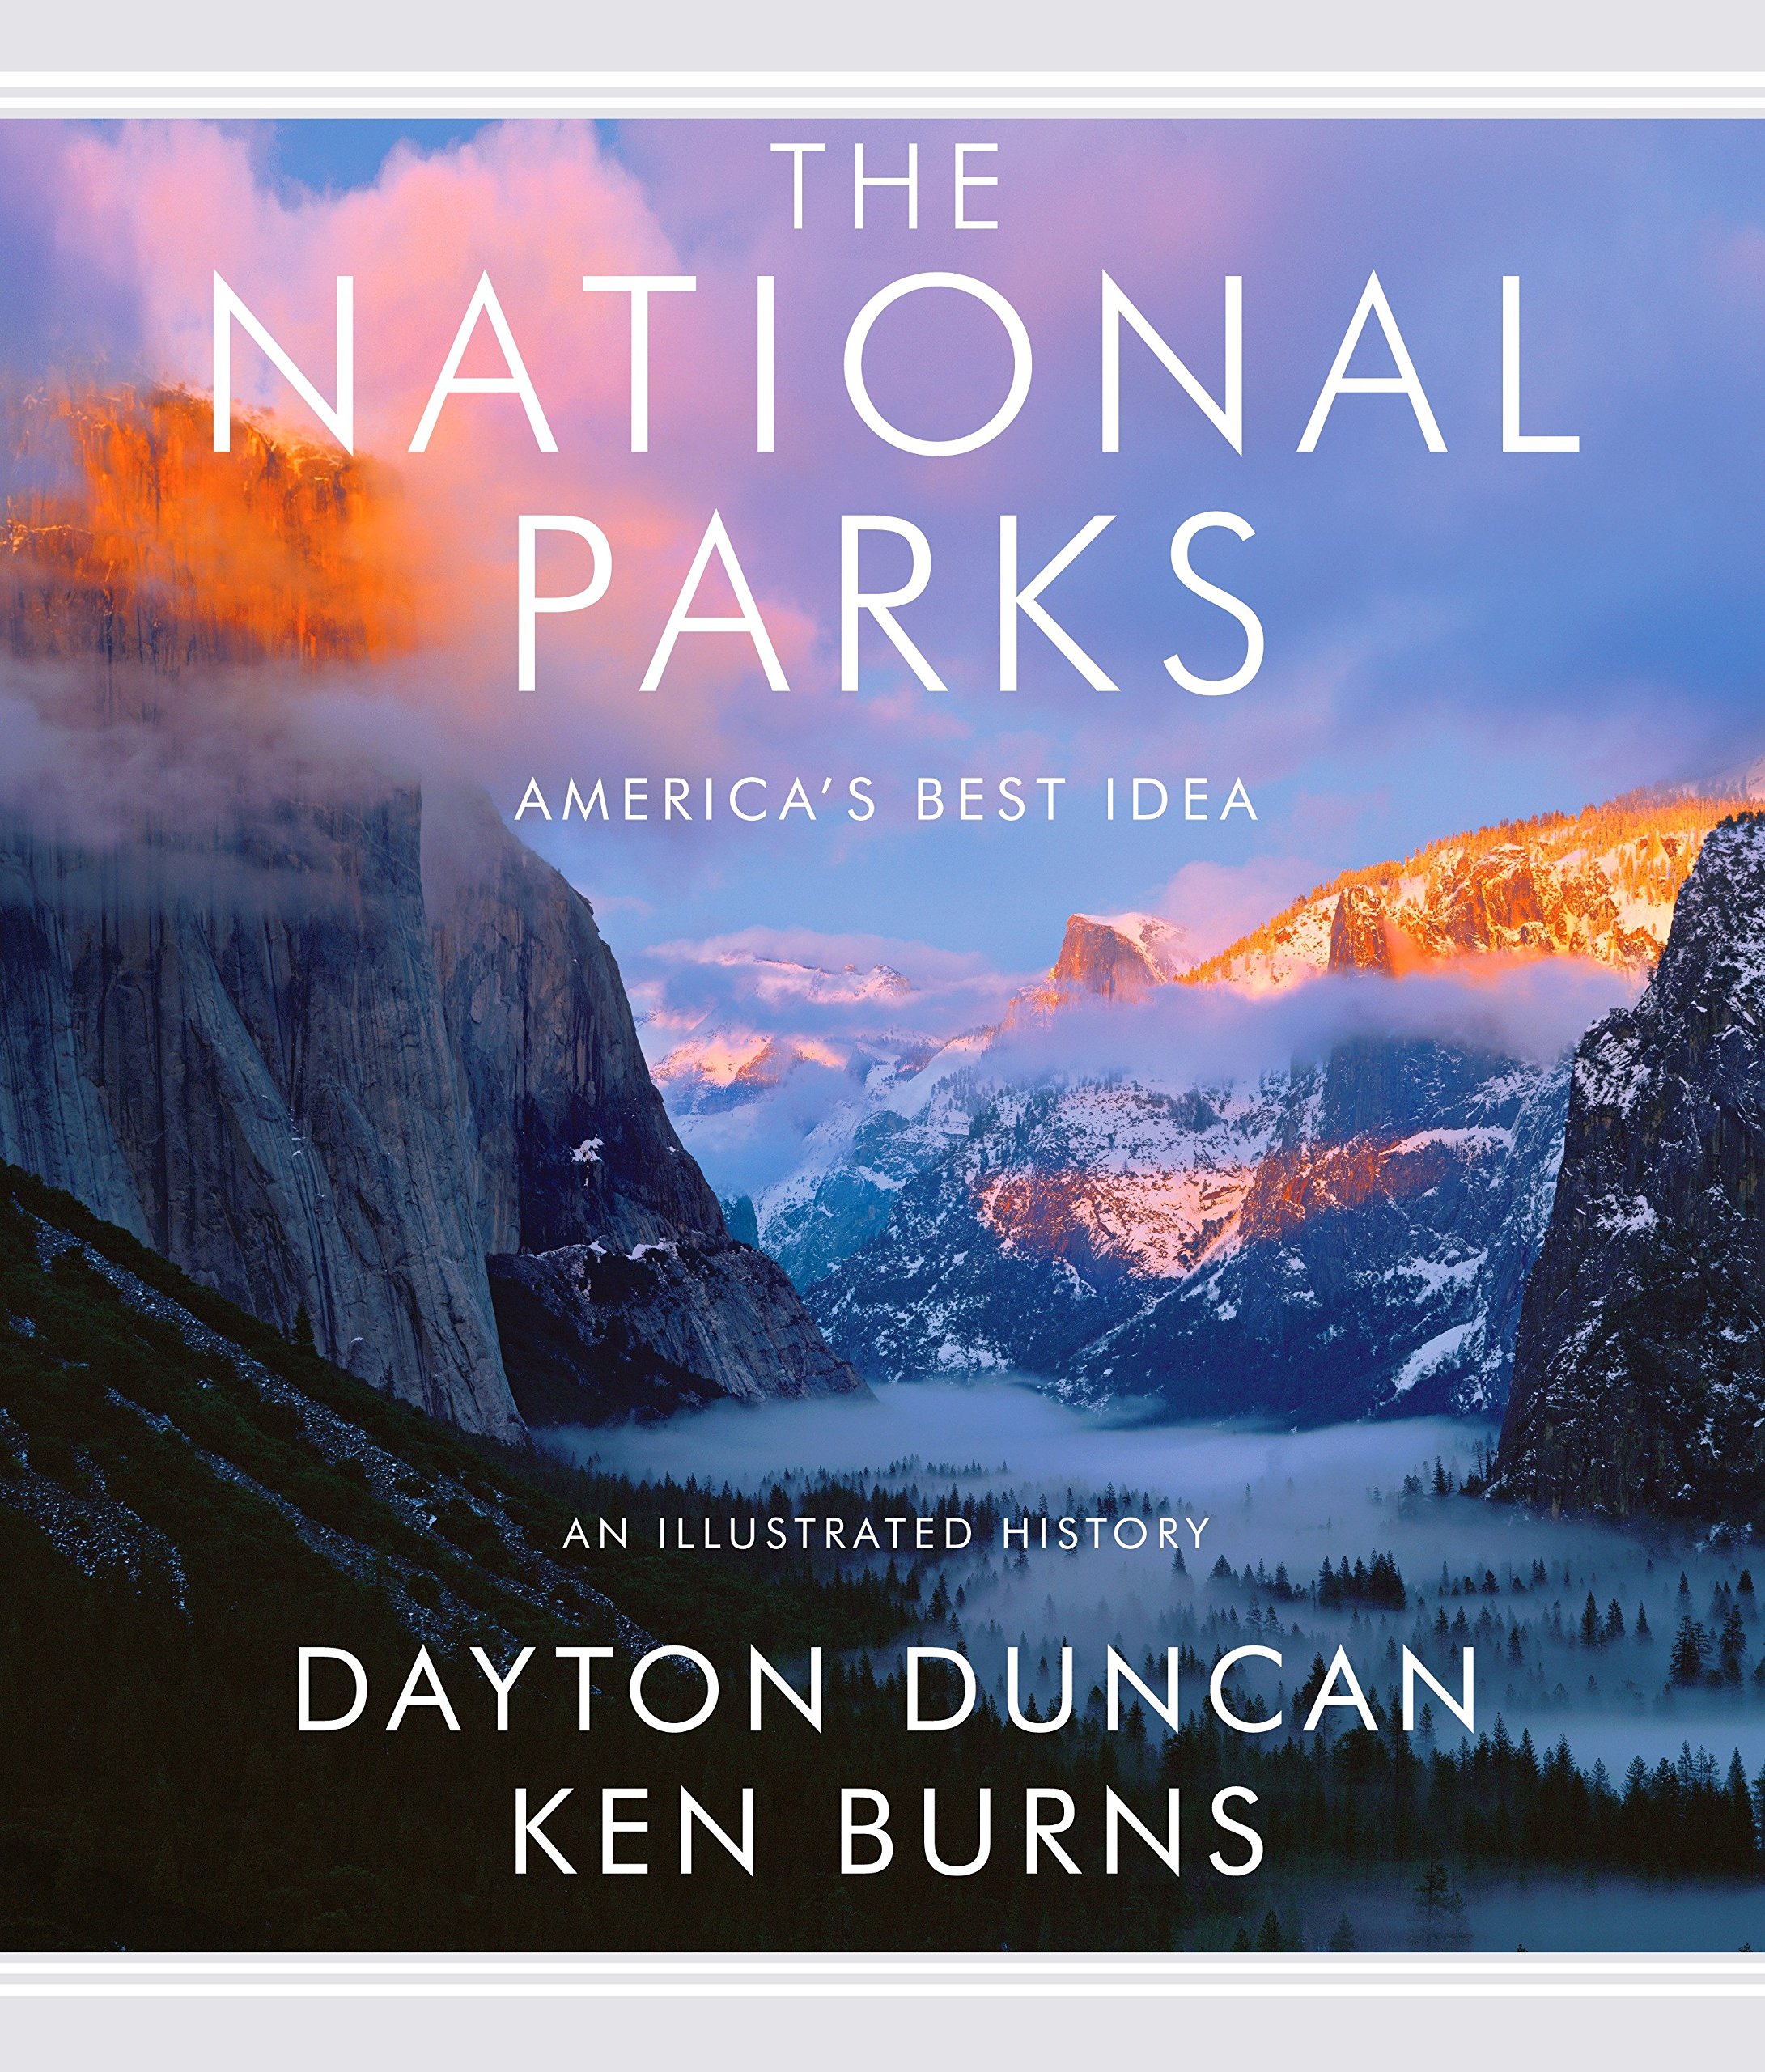 THE
NATIONAL
PARKS
AMERICA’S BEST IDEA
AN ILLUSTRATED HISTORY
DAYTON DUNCAN
KEN BURNS